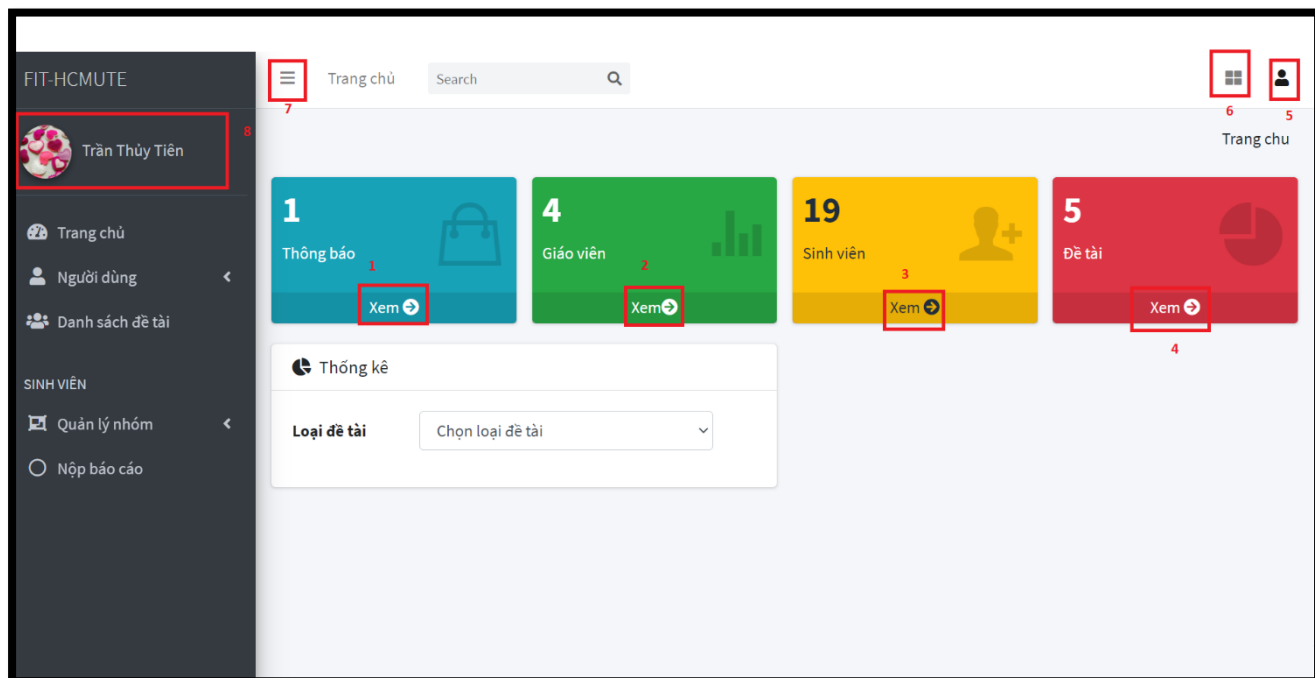 FIT-HCMUTE
Trang chủ
Search
7
6
5
8
Trần Thủy Tiên
Trang chu
1
Thông báo
1
Xem
4
Giáo viên
2
Xem
19
Sinh viên
3
Xem
5
Đề tài
Xem
4
Trang chủ
Người dùng
Danh sách đề tài
SINH VIÊN
Quản lý nhóm
Nộp báo cáo
Thống kê
Loại đề tài
Chọn loại đề tài